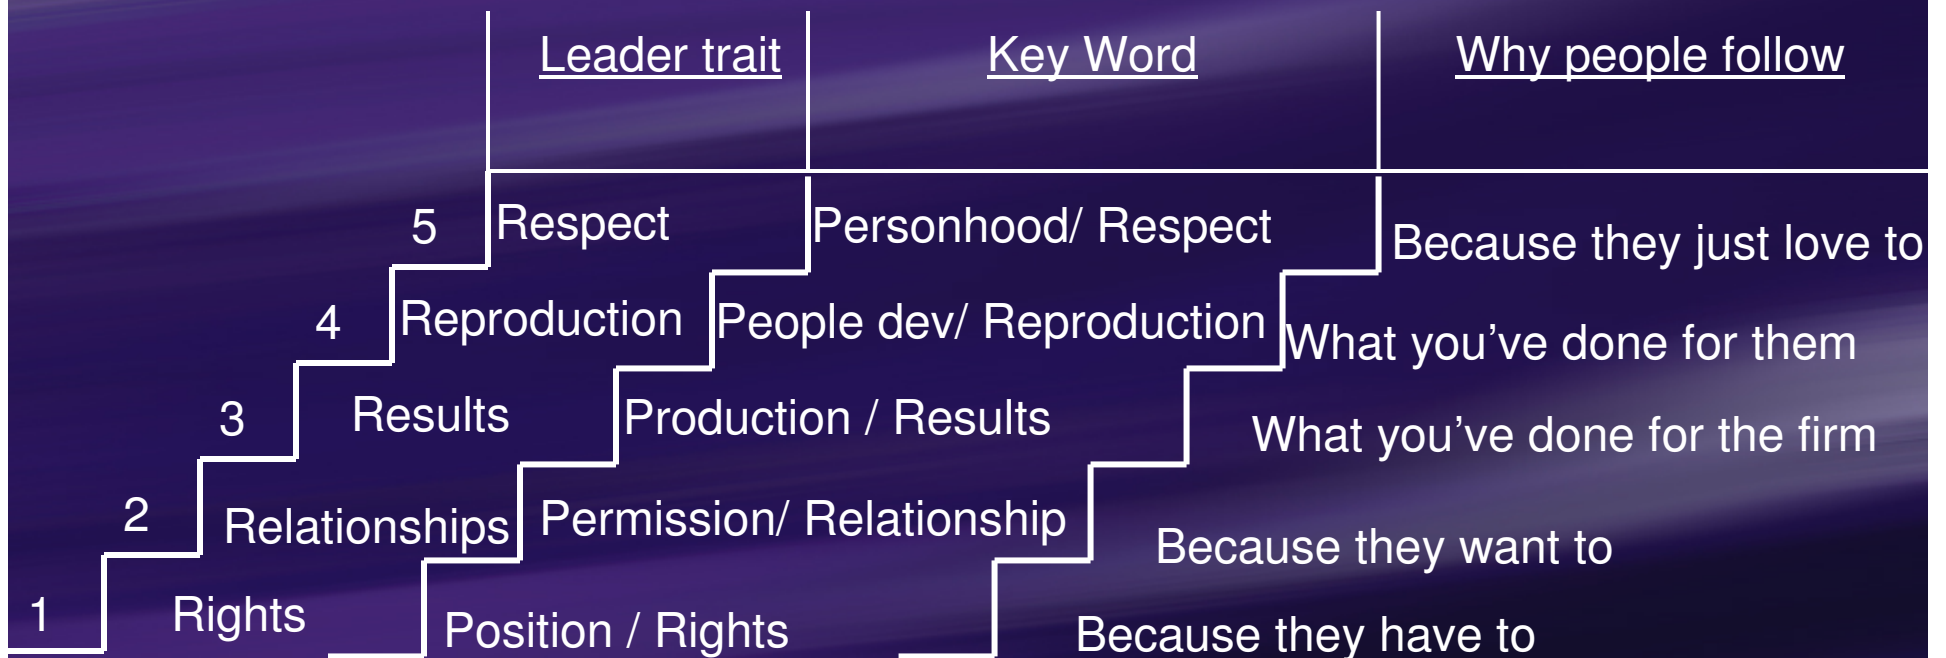 Leader trait Key Word Why people follow
5 Respect Personhood/ Respect Because they just love to
4 Reproduction People dev/ Reproduction What you’ve done for them
3 Results Production / Results What you’ve done for the firm
2 Relationships Permission/ Relationship Because they want to
1 Rights Position / Rights Because they have to